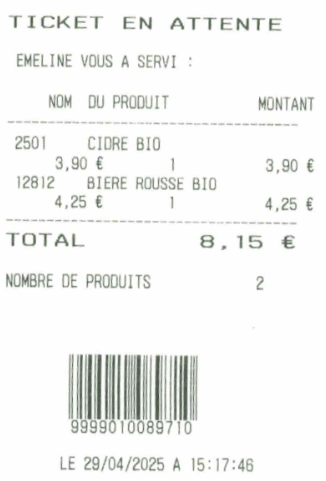 TICKET EN ATTENTE
EMELINE VOUS A SERVI :
NOM DU PRODUIT MONTANT
2501 CIDRE BIO
3,90 € 1 3,90 €
12812 BIERE ROUSSE BIO
4,25 € 1 4,25 €
TOTAL 8,15 €
NOMBRE DE PRODUITS 2
9999010089710
LE 29/04/2025 A 15:17:46